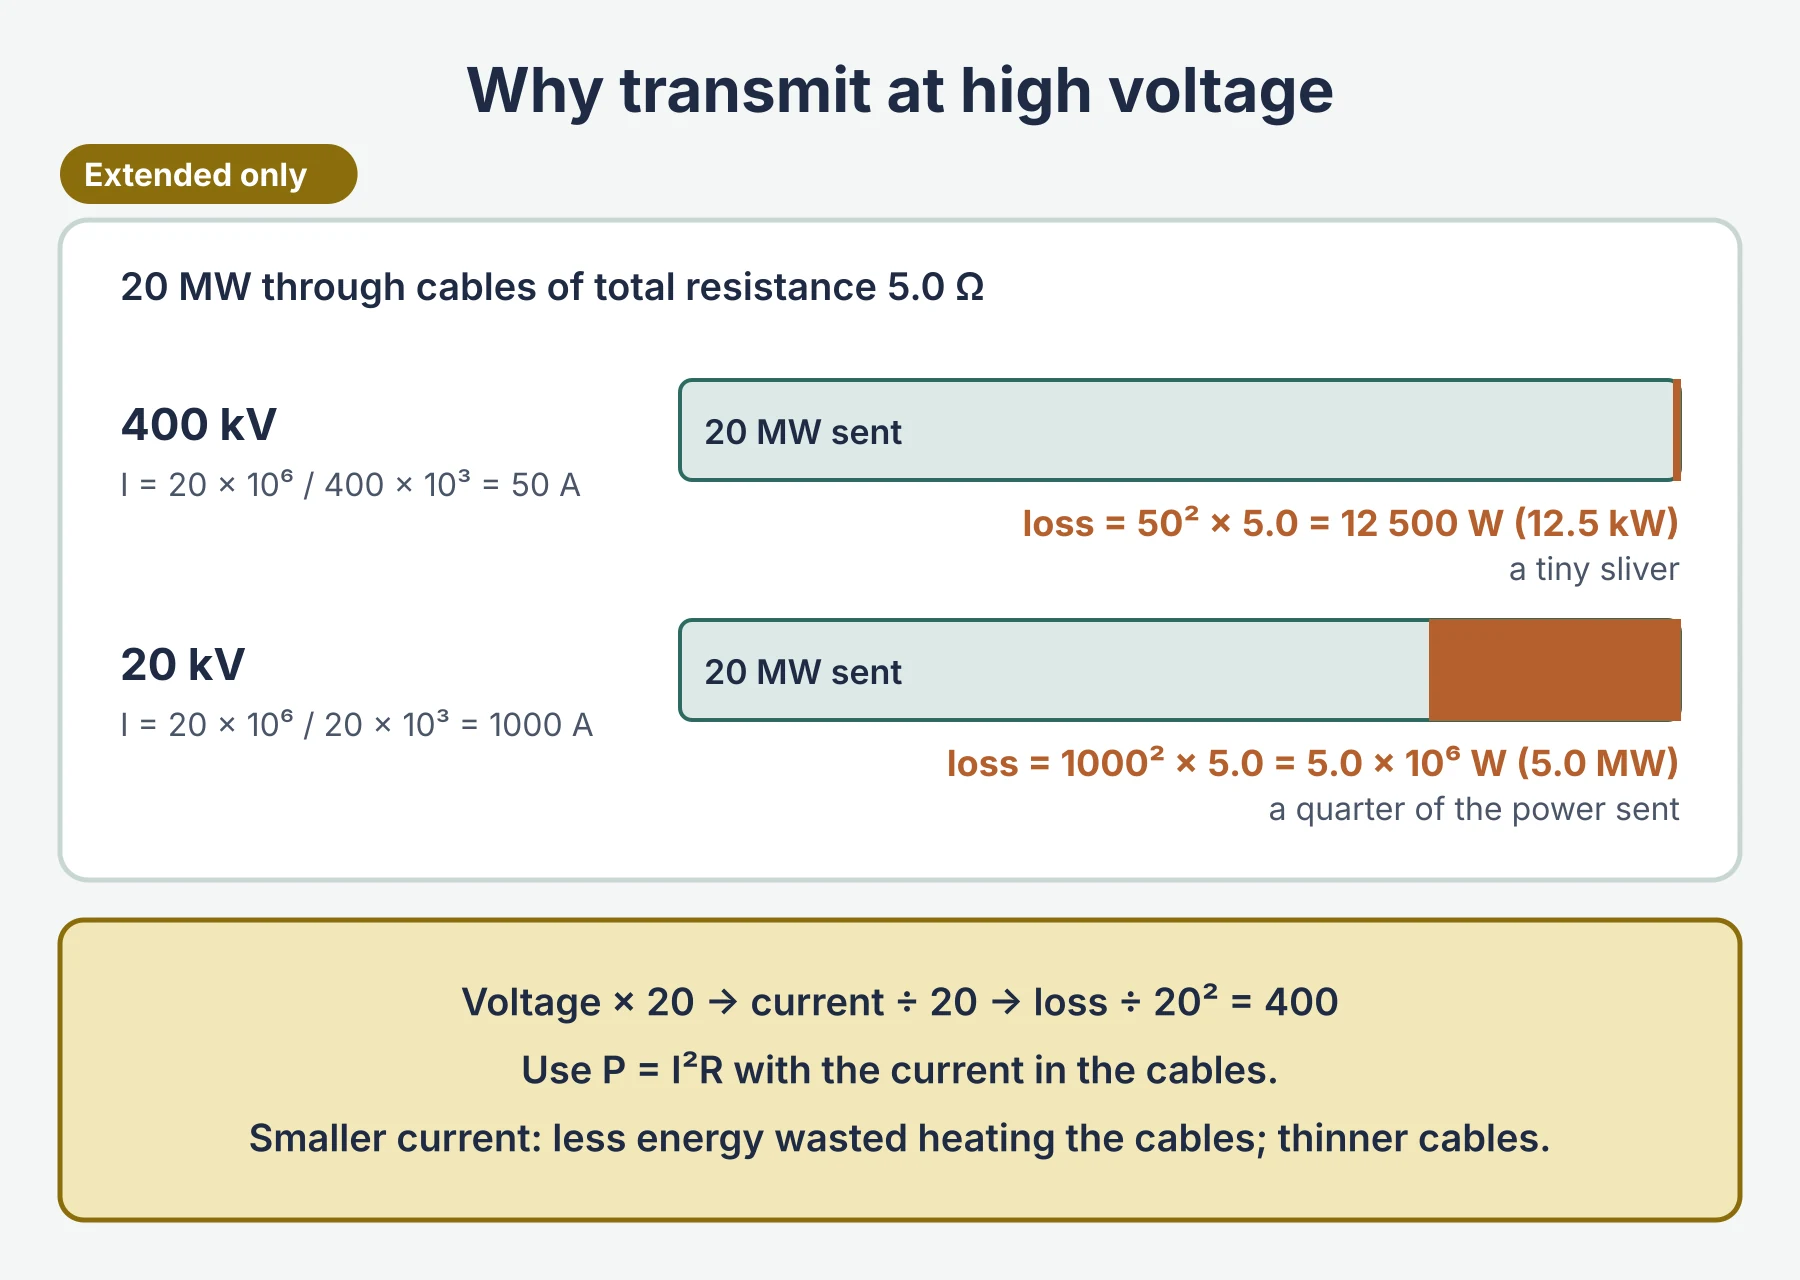 Why transmit at high voltage
Extended only
20 MW through cables of total resistance 5.0 Ω
400 kV
I = 20 × 10⁶ / 400 × 10³ = 50 A
20 MW sent
loss = 50² × 5.0 = 12 500 W (12.5 kW)
a tiny sliver
20 kV
I = 20 × 10⁶ / 20 × 10³ = 1000 A
20 MW sent
loss = 1000² × 5.0 = 5.0 × 10⁶ W (5.0 MW)
a quarter of the power sent
Voltage × 20 → current ÷ 20 → loss ÷ 20² = 400
Use P = I²R with the current in the cables.
Smaller current: less energy wasted heating the cables; thinner cables.